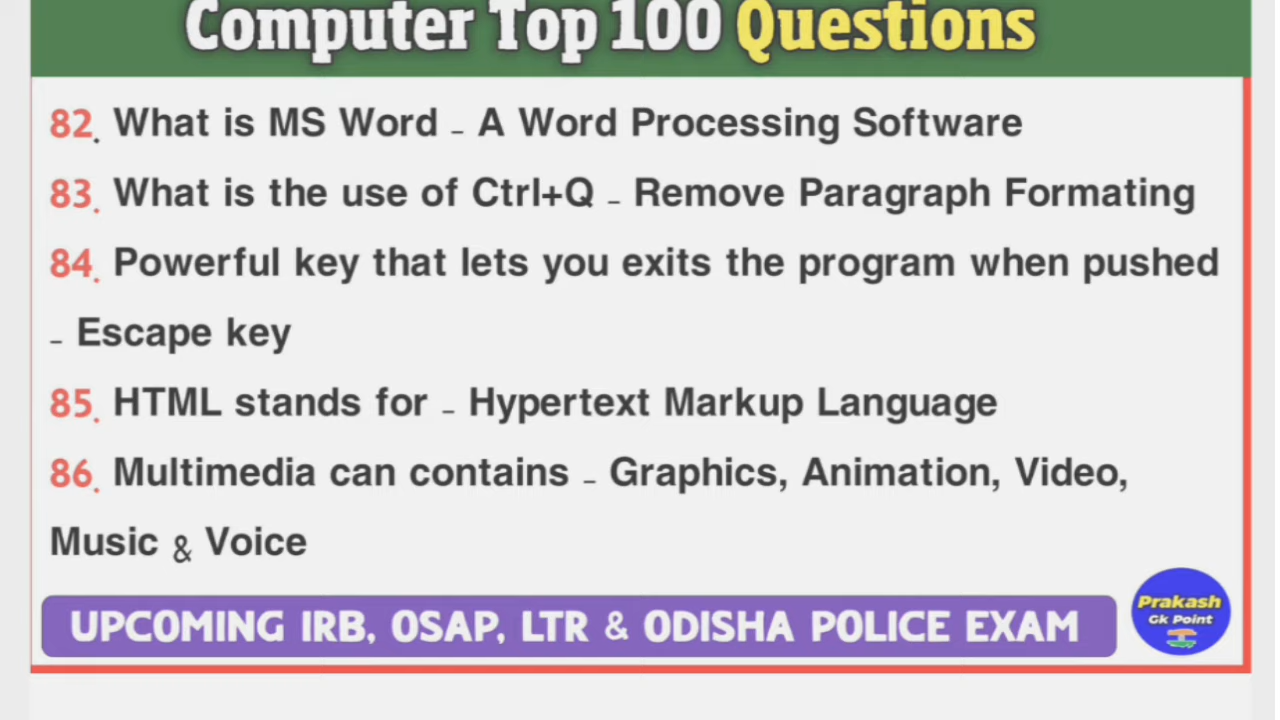 Computer Top 100 Questions
82. What is MS Word - A Word Processing Software
83. What is the use of Ctrl+Q - Remove Paragraph Formating
84. Powerful key that lets you exits the program when pushed
- Escape key
85. HTML stands for - Hypertext Markup Language
86. Multimedia can contains - Graphics, Animation, Video,
Music & Voice
UPCOMING IRB, OSAP, LTR & ODISHA POLICE EXAM
Prakash
Gk Point